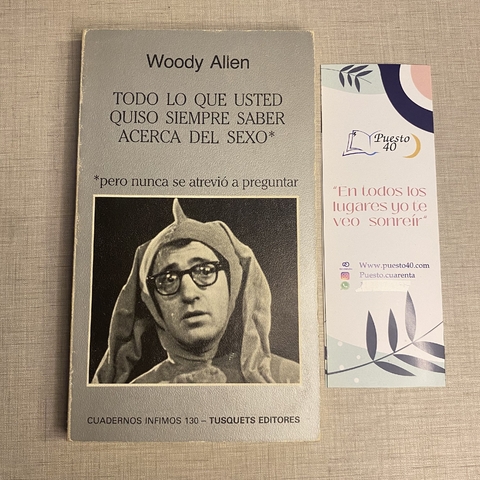 Woody Allen
TODO LO QUE USTED
QUISO SIEMPRE SABER
ACERCA DEL SEXO*
*pero nunca se atrevió a preguntar
CUADERNOS INFIMOS 130 – TUSQUETS EDITORES
Puesto
40
"En todos los
lugares yo te
veo sonreír"
Www.puesto40.com
Puesto.cuarenta